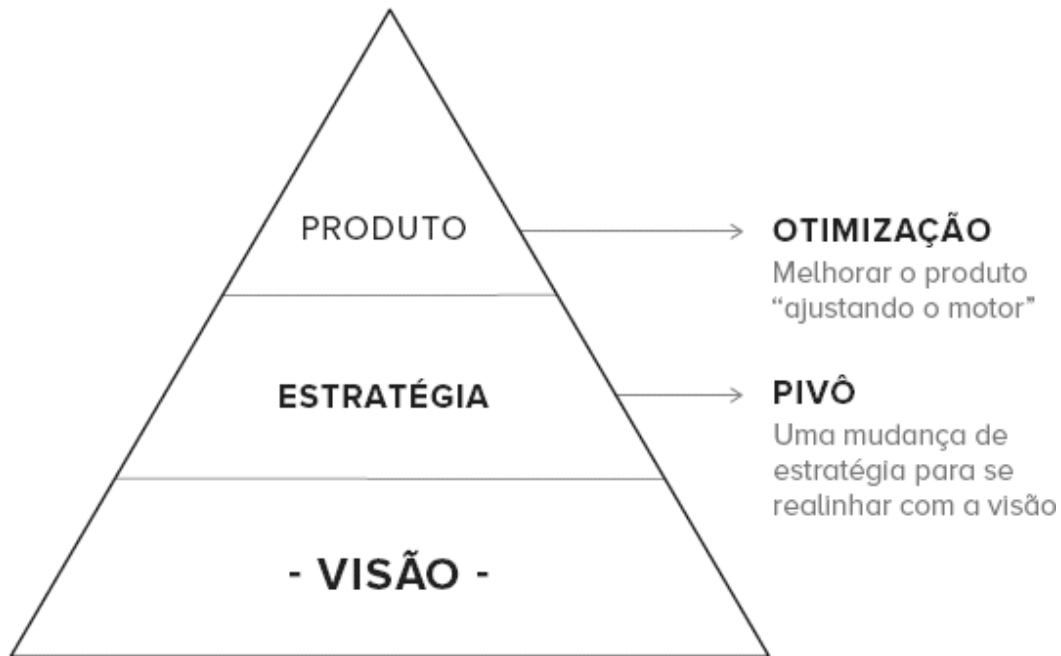 PRODUTO
OTIMIZAÇÃO
Melhorar o produto
“ajustando o motor”
ESTRATÉGIA
PIVÔ
Uma mudança de
estratégia para se
realinhar com a visão
- VISÃO -